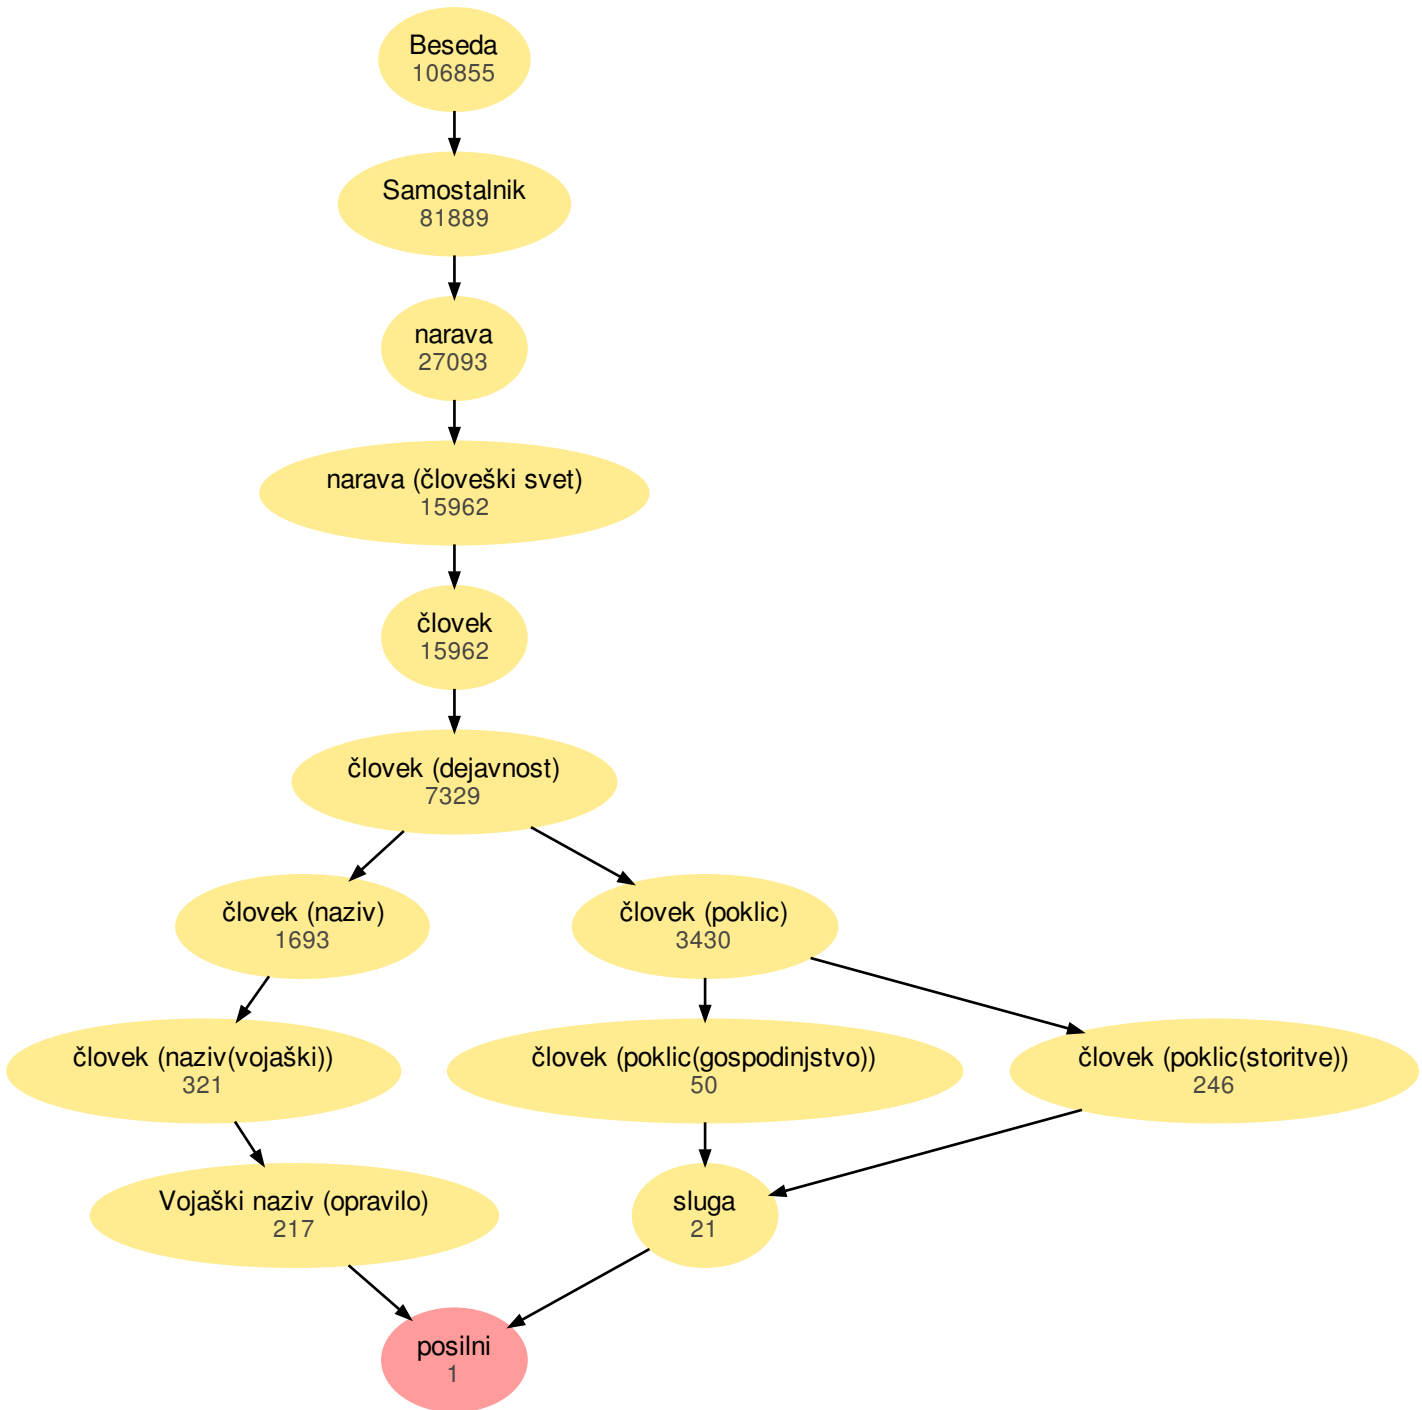 Beseda
106855
Samostalnik
81889
narava
27093
narava (človeški svet)
15962
človek
15962
človek (dejavnost)
7329
človek (naziv)
1693
človek (poklic)
3430
človek (naziv(vojaški))
321
človek (poklic(gospodinjstvo))
50
človek (poklic(storitve))
246
Vojaški naziv (opravilo)
217
sluga
21
posilni
1